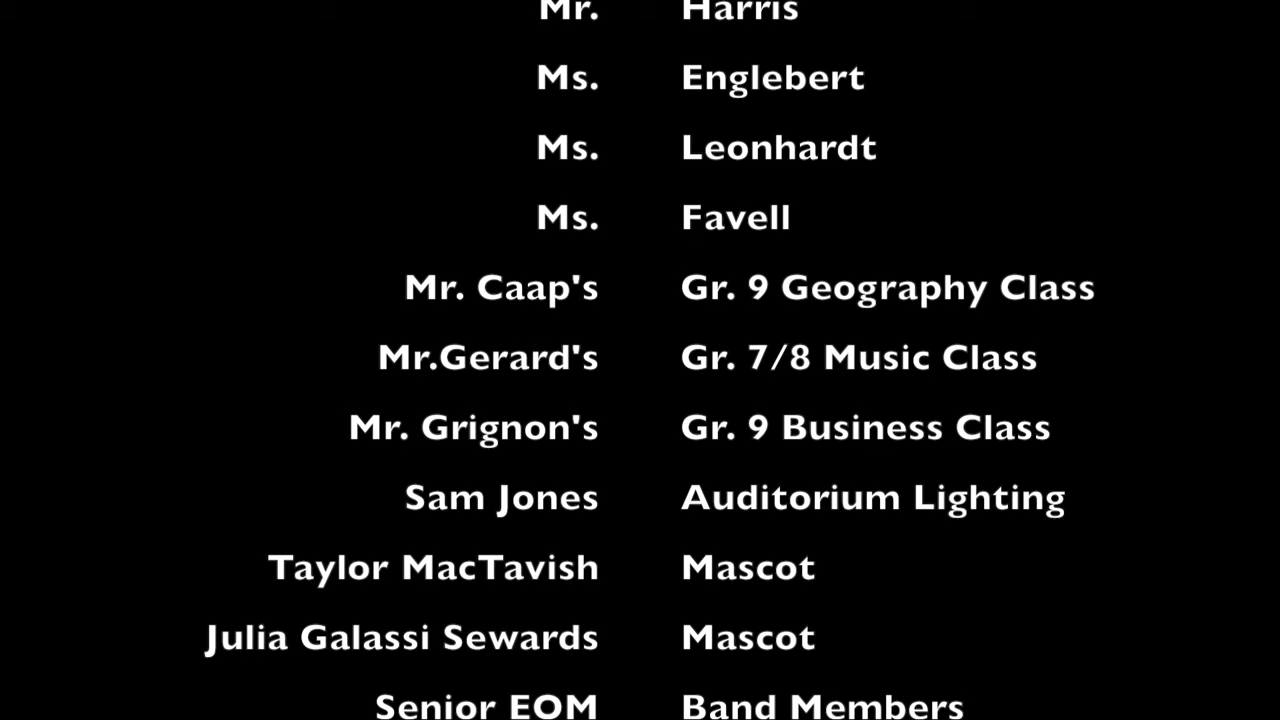 Mr. Harris
Ms. Englebert
Ms. Leonhardt
Ms. Favell
Mr. Caap's Gr. 9 Geography Class
Mr.Gerard's Gr. 7/8 Music Class
Mr. Grignon's Gr. 9 Business Class
Sam Jones Auditorium Lighting
Taylor MacTavish Mascot
Julia Galassi Sewards Mascot
Senior EOM Band Members